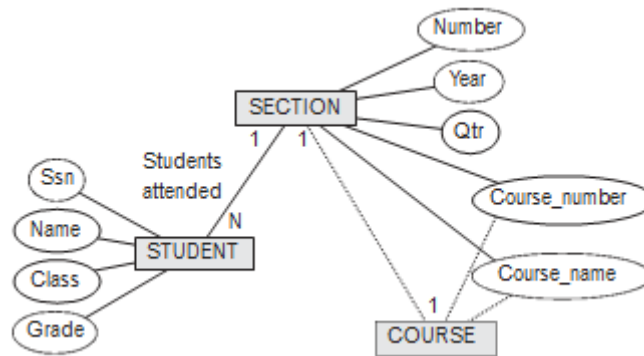 Number
Year
SECTION
Qtr
1
1
Students
attended
Ssn
Course_number
Name
N
STUDENT
Class
Course_name
1
Grade
COURSE